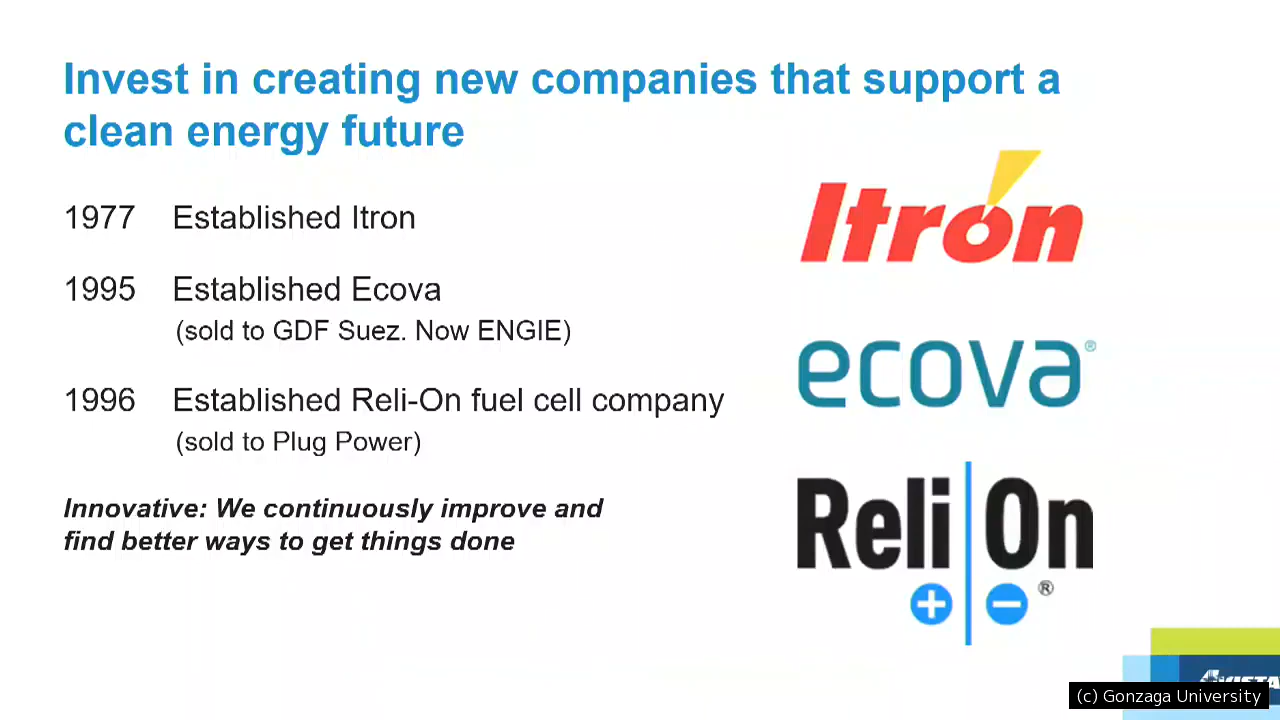 Invest in creating new companies that support a
clean energy future
1977 Established Itron
1995 Established Ecova
(sold to GDF Suez. Now ENGIE)
1996 Established Reli-On fuel cell company
(sold to Plug Power)
Innovative: We continuously improve and
find better ways to get things done
Itron
ecova®
Reli On
®
(c) Gonzaga University